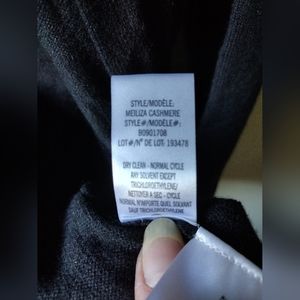 STYLE/MODÈLE:
MEILIZA CASHMERE
STYLE#/MODÈLE#:
B0901708
LOT#/N° DE LOT: 193478
DRY CLEAN - NORMAL CYCLE
ANY SOLVENT EXCEPT
TRICHLOROETHYLENE/
NETTOYER A SEC - CYCLE
NORMAL N'IMPORTE QUEL SOLVANT
SAUF TRICHLOROETHYLENE